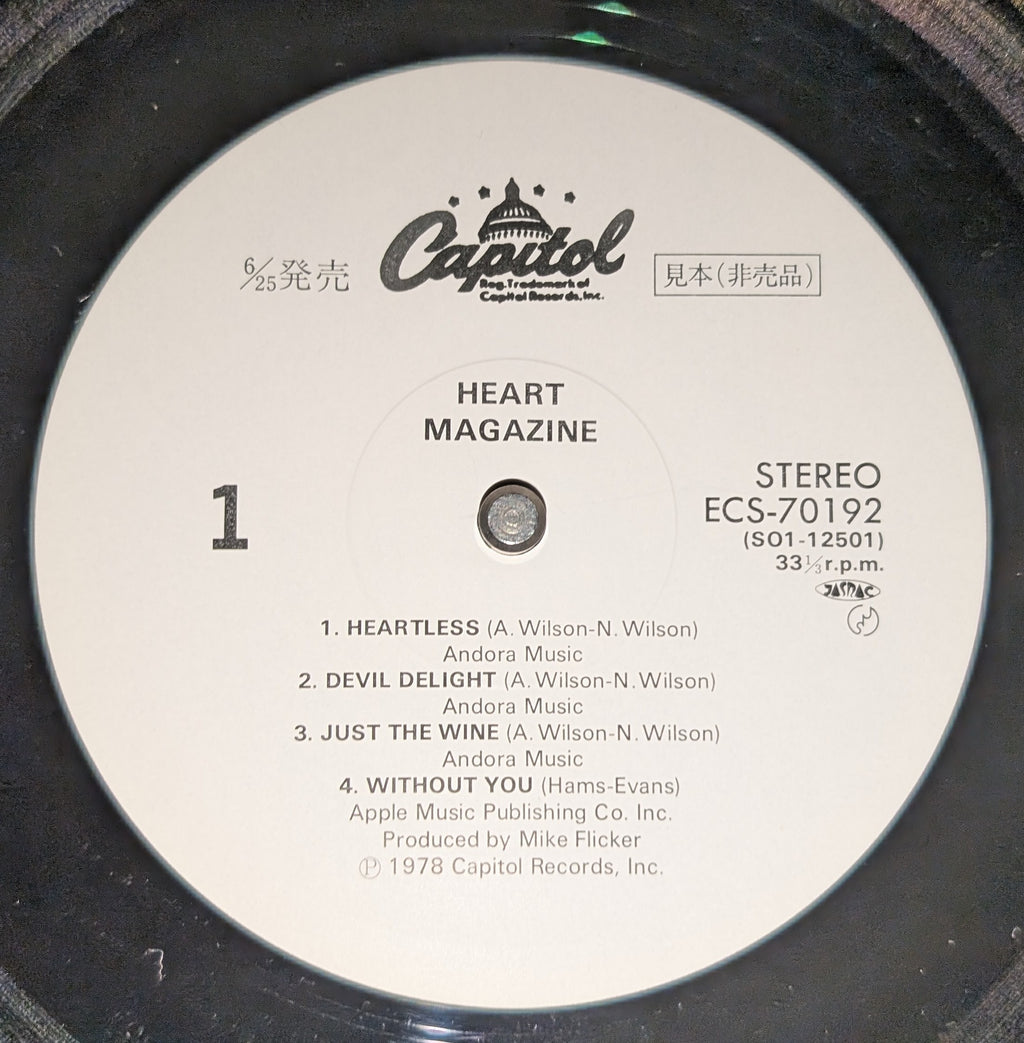 Capitol
Reg. Trademark of
Capitol Records, Inc.
6/25発売
見本(非売品)
HEART
MAGAZINE
1
STEREO
ECS-70192
(SO1-12501)
33⅓r.p.m.
JASRAC
1. HEARTLESS (A. Wilson-N. Wilson)
Andora Music
2. DEVIL DELIGHT (A. Wilson-N. Wilson)
Andora Music
3. JUST THE WINE (A. Wilson-N. Wilson)
Andora Music
4. WITHOUT YOU (Hams-Evans)
Apple Music Publishing Co. Inc.
Produced by Mike Flicker
Ⓟ 1978 Capitol Records, Inc.